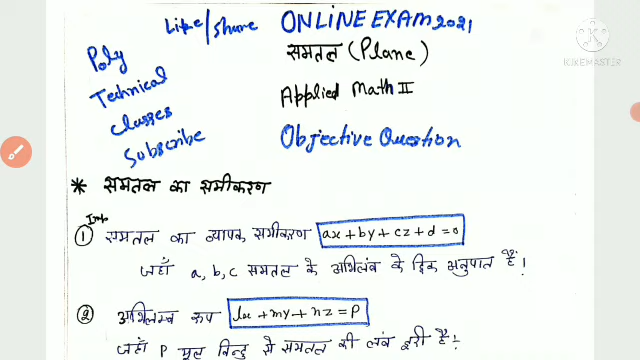 Like/Share ONLINE EXAM 2021
Poly Technical Classes Subscribe
समतल (Plane)
Applied Math II
Objective Question
* समतल का समीकरण
Imp
① समतल का व्यापक समीकरण ax+by+cz+d=0
जहाँ a, b, c समतल के अभिलंब के दिक अनुपात हैं!
② अभिलम्ब रूप lx+my+nz=P
जहाँ P मूल बिन्दु से समतल की लंब दूरी है!
KINEMASTER